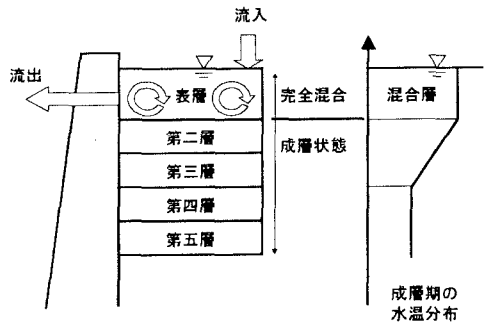 流入
流出
表層
完全混合
混合層
第二層
成層状態
第三層
第四層
第五層
成層期の
水温分布